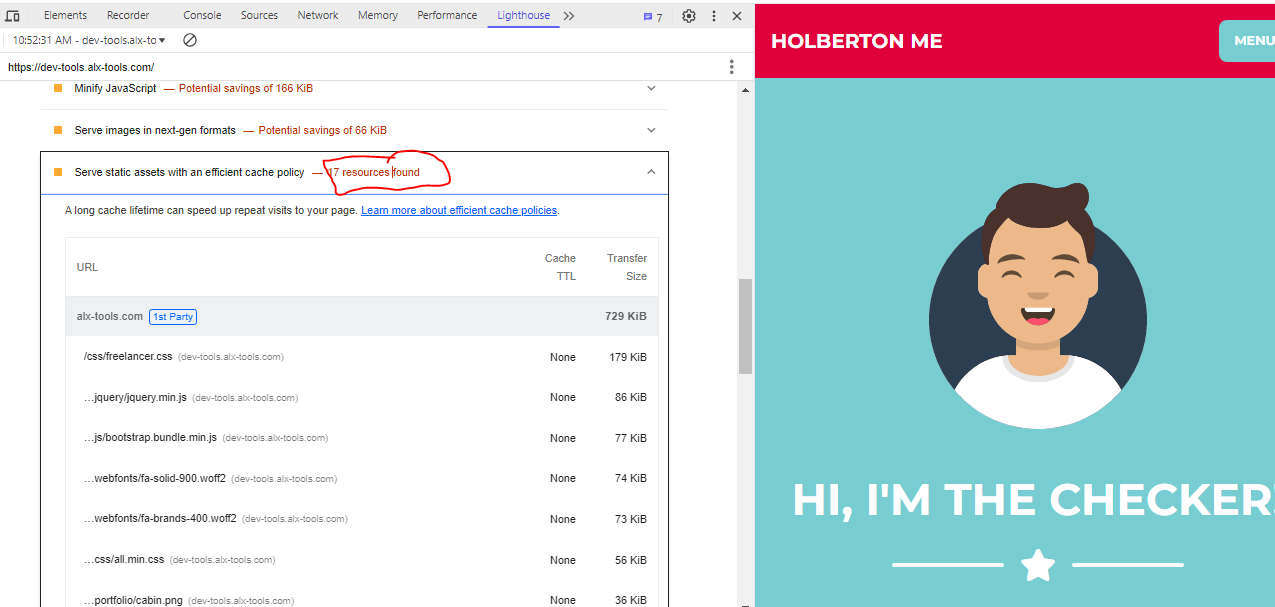 Elements Recorder Console Sources Network Memory Performance Lighthouse 7
10:52:31 AM - dev-tools.alx-to
https://dev-tools.alx-tools.com/
Minify JavaScript — Potential savings of 166 KiB
Serve images in next-gen formats — Potential savings of 66 KiB
Serve static assets with an efficient cache policy — 17 resources found
A long cache lifetime can speed up repeat visits to your page. Learn more about efficient cache policies.
URL Cache TTL Transfer Size
alx-tools.com 1st Party 729 KiB
/css/freelancer.css (dev-tools.alx-tools.com) None 179 KiB
…jquery/jquery.min.js (dev-tools.alx-tools.com) None 86 KiB
…js/bootstrap.bundle.min.js (dev-tools.alx-tools.com) None 77 KiB
…webfonts/fa-solid-900.woff2 (dev-tools.alx-tools.com) None 74 KiB
…webfonts/fa-brands-400.woff2 (dev-tools.alx-tools.com) None 73 KiB
…css/all.min.css (dev-tools.alx-tools.com) None 56 KiB
…portfolio/cabin.png (dev-tools.alx-tools.com) None 36 KiB
HOLBERTON ME
MENU
HI, I'M THE CHECKER!